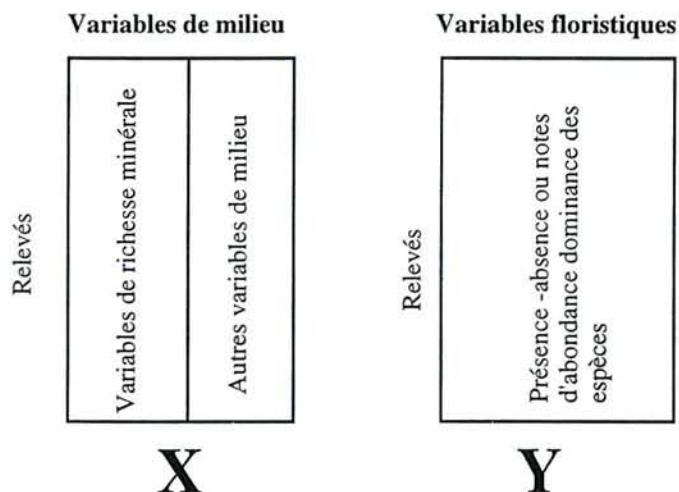 Variables de milieu
Variables floristiques
Relevés
Variables de richesse minérale
Autres variables de milieu
Relevés
Présence -absence ou notes
d'abondance dominance des
espèces
X
Y